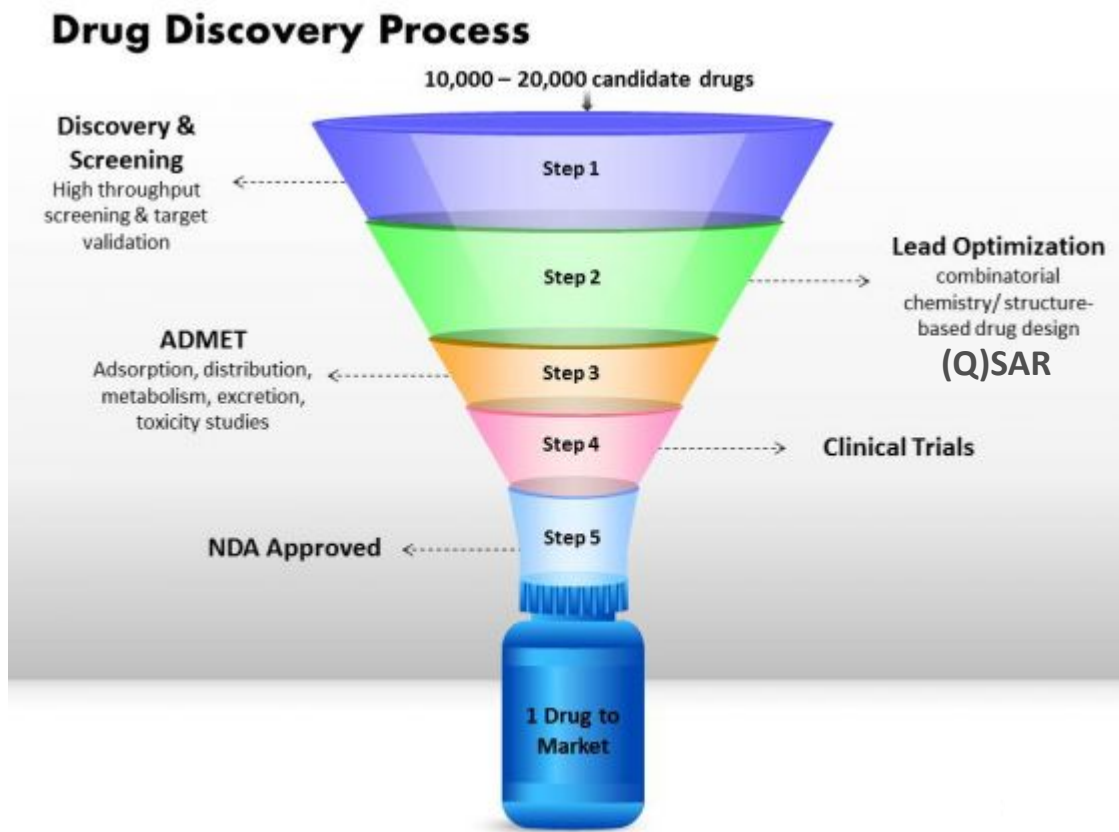 Drug Discovery Process
10,000 – 20,000 candidate drugs
Discovery &
Screening
High throughput
screening & target
validation
Step 1
Step 2
Lead Optimization
combinatorial
chemistry/ structure-
based drug design
(Q)SAR
ADMET
Adsorption, distribution,
metabolism, excretion,
toxicity studies
Step 3
Step 4
Clinical Trials
NDA Approved
Step 5
1 Drug to
Market